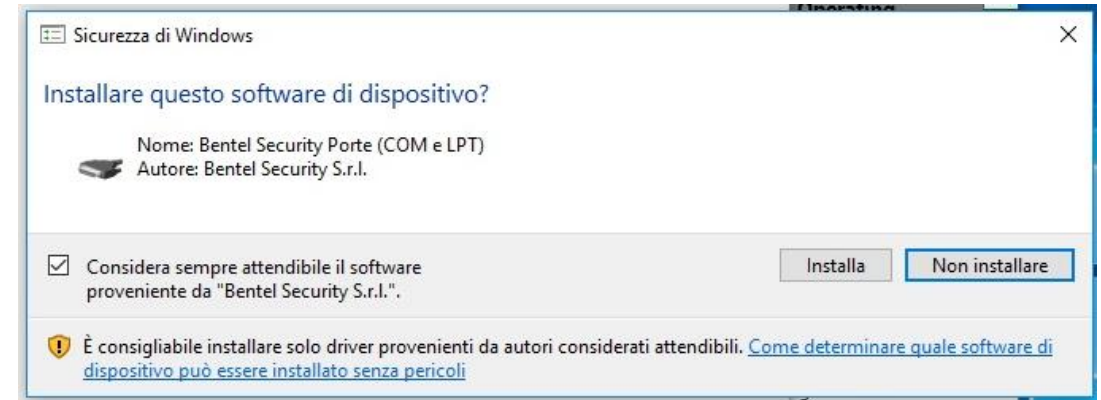 Operating
Sicurezza di Windows
Installare questo software di dispositivo?
Nome: Bentel Security Porte (COM e LPT)
Autore: Bentel Security S.r.l.
Considera sempre attendibile il software
proveniente da "Bentel Security S.r.l.".
Installa
Non installare
È consigliabile installare solo driver provenienti da autori considerati attendibili. Come determinare quale software di
dispositivo può essere installato senza pericoli